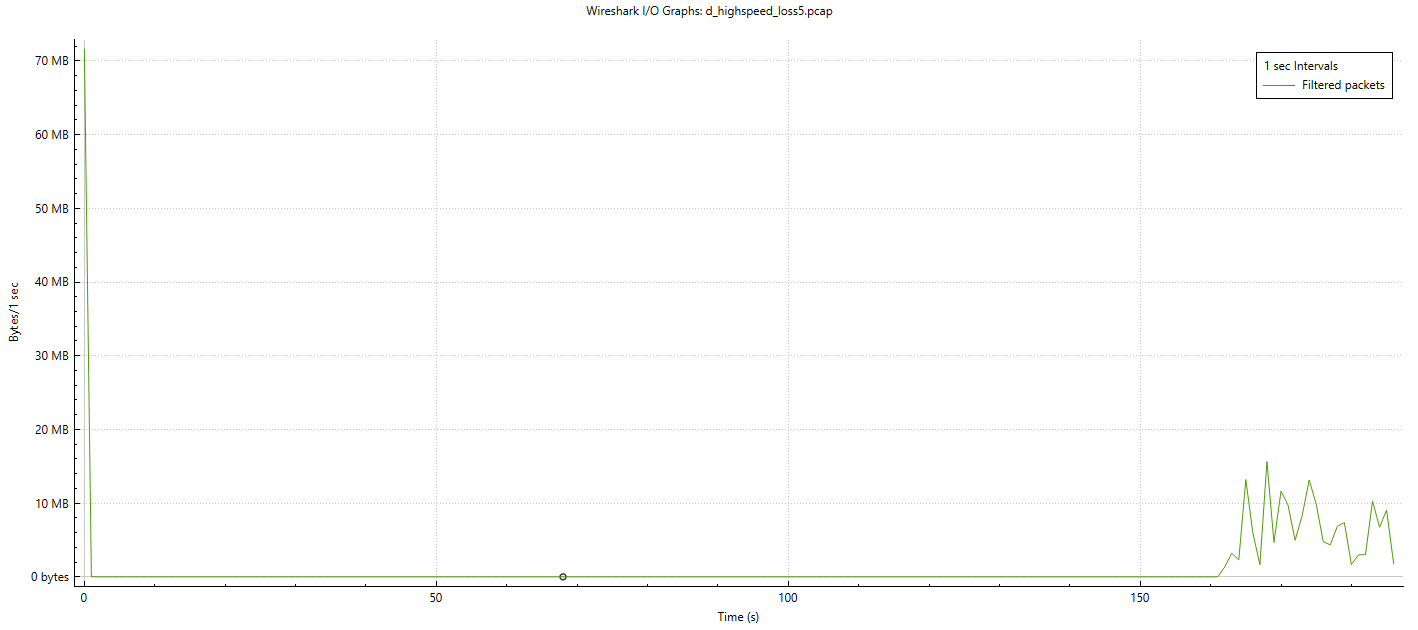 Wireshark I/O Graphs: d_highspeed_loss5.pcap
70 MB
60 MB
50 MB
40 MB
30 MB
20 MB
10 MB
0 bytes
Bytes/1 sec
1 sec Intervals
Filtered packets
0
50
100
150
Time (s)